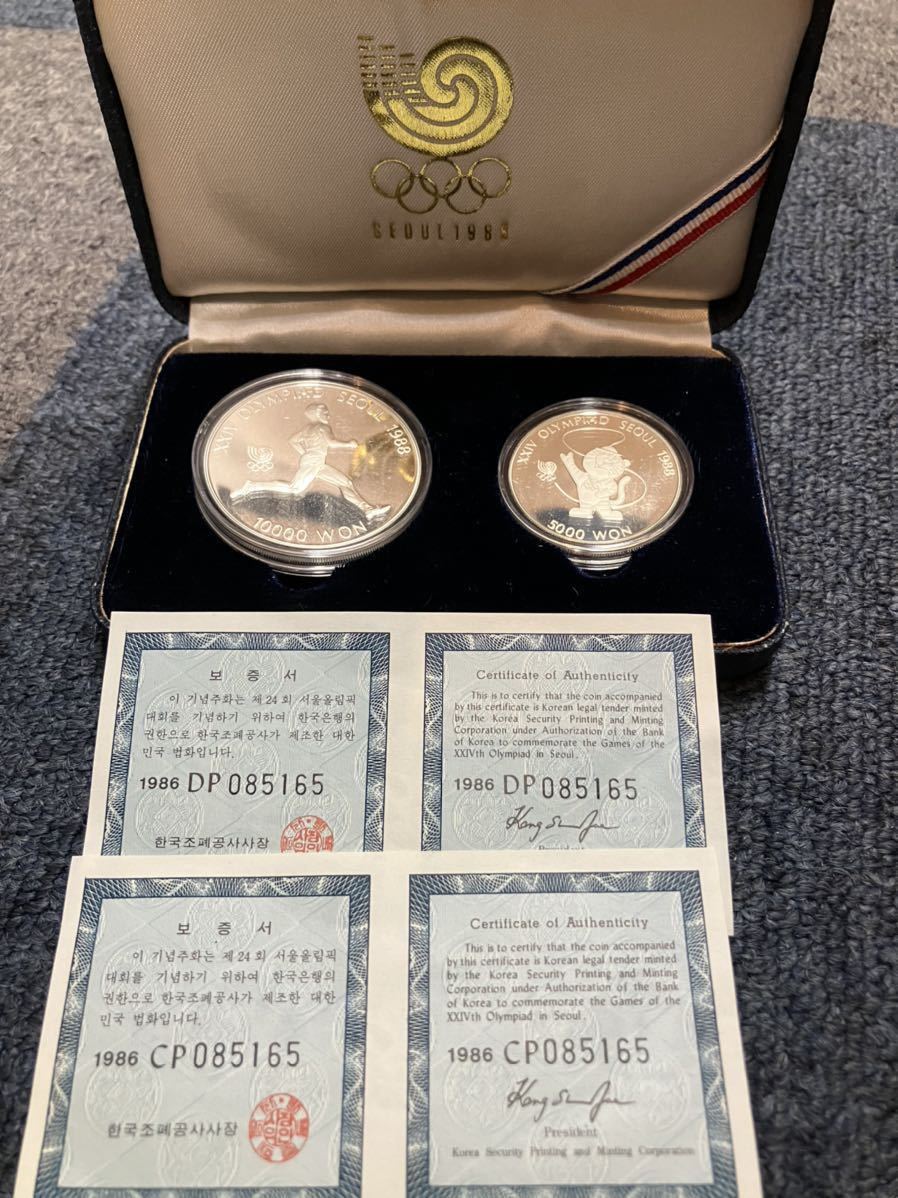 SEOUL 1988
XXIV OLYMPIAD SEOUL 1988
10000 WON
XXIV OLYMPIAD SEOUL 1988
5000 WON
보 증 서
이 기념주화는 제 24 회 서울올림픽
대회를 기념하기 위하여 한국은행의
권한으로 한국조폐공사가 제조한 대한
민국 법화입니다.
1986 DP 085165
한국조폐공사사장
Certificate of Authenticity
This is to certify that the coin accompanied
by this certificate is Korean legal tender minted
by the Korea Security Printing and Minting
Corporation under Authorization of the Bank
of Korea to commemorate the Games of the
XXIVth Olympiad in Seoul.
1986 DP 085165
President
보 증 서
이 기념주화는 제 24 회 서울올림픽
대회를 기념하기 위하여 한국은행의
권한으로 한국조폐공사가 제조한 대한
민국 법화입니다.
1986 CP085165
한국조폐공사사장
Certificate of Authenticity
This is to certify that the coin accompanied
by this certificate is Korean legal tender minted
by the Korea Security Printing and Minting
Corporation under Authorization of the Bank
of Korea to commemorate the Games of the
XXIVth Olympiad in Seoul.
1986 CP085165
President
Korea Security Printing and Minting Corporation